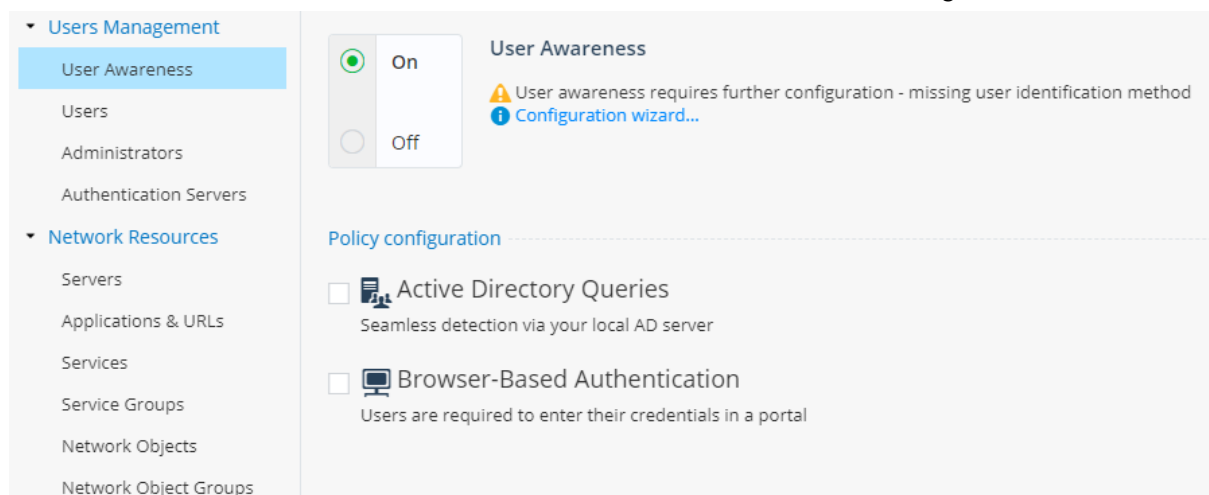 Users Management
User Awareness
Users
Administrators
Authentication Servers
Network Resources
Servers
Applications & URLs
Services
Service Groups
Network Objects
Network Object Groups
On
Off
User Awareness
User awareness requires further configuration - missing user identification method
Configuration wizard...
Policy configuration
Active Directory Queries
Seamless detection via your local AD server
Browser-Based Authentication
Users are required to enter their credentials in a portal